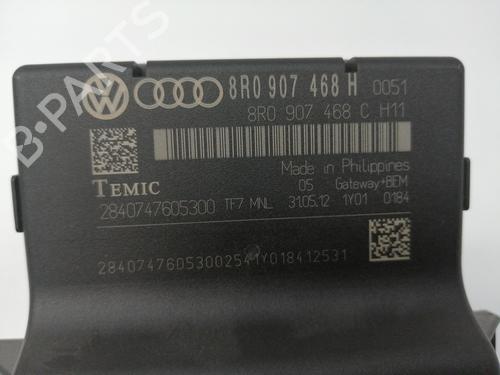 8R0 907 468 H 0051
8R0 907 468 C H11
Made in Philippines
TEMIC 05 Gateway+BEM
2840747605300 TF7 MNL 31.05.12 1Y01 0184
28407476053002541Y018412531
B-PARTS